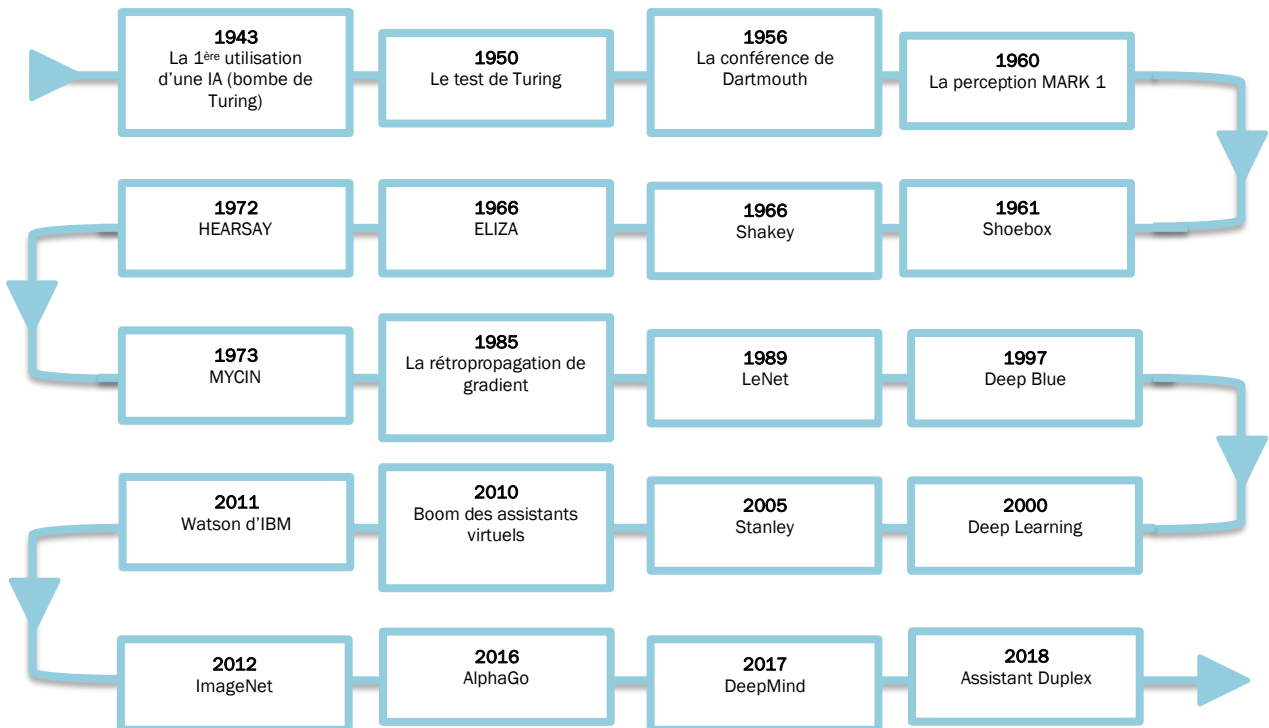 1943
La 1ère utilisation
d'une IA (bombe de
Turing)
1950
Le test de Turing
1956
La conférence de
Dartmouth
1960
La perception MARK 1
1961
Shoebox
1966
Shakey
1966
ELIZA
1972
HEARSAY
1973
MYCIN
1985
La rétropropagation de
gradient
1989
LeNet
1997
Deep Blue
2000
Deep Learning
2005
Stanley
2010
Boom des assistants
virtuels
2011
Watson d'IBM
2012
ImageNet
2016
AlphaGo
2017
DeepMind
2018
Assistant Duplex